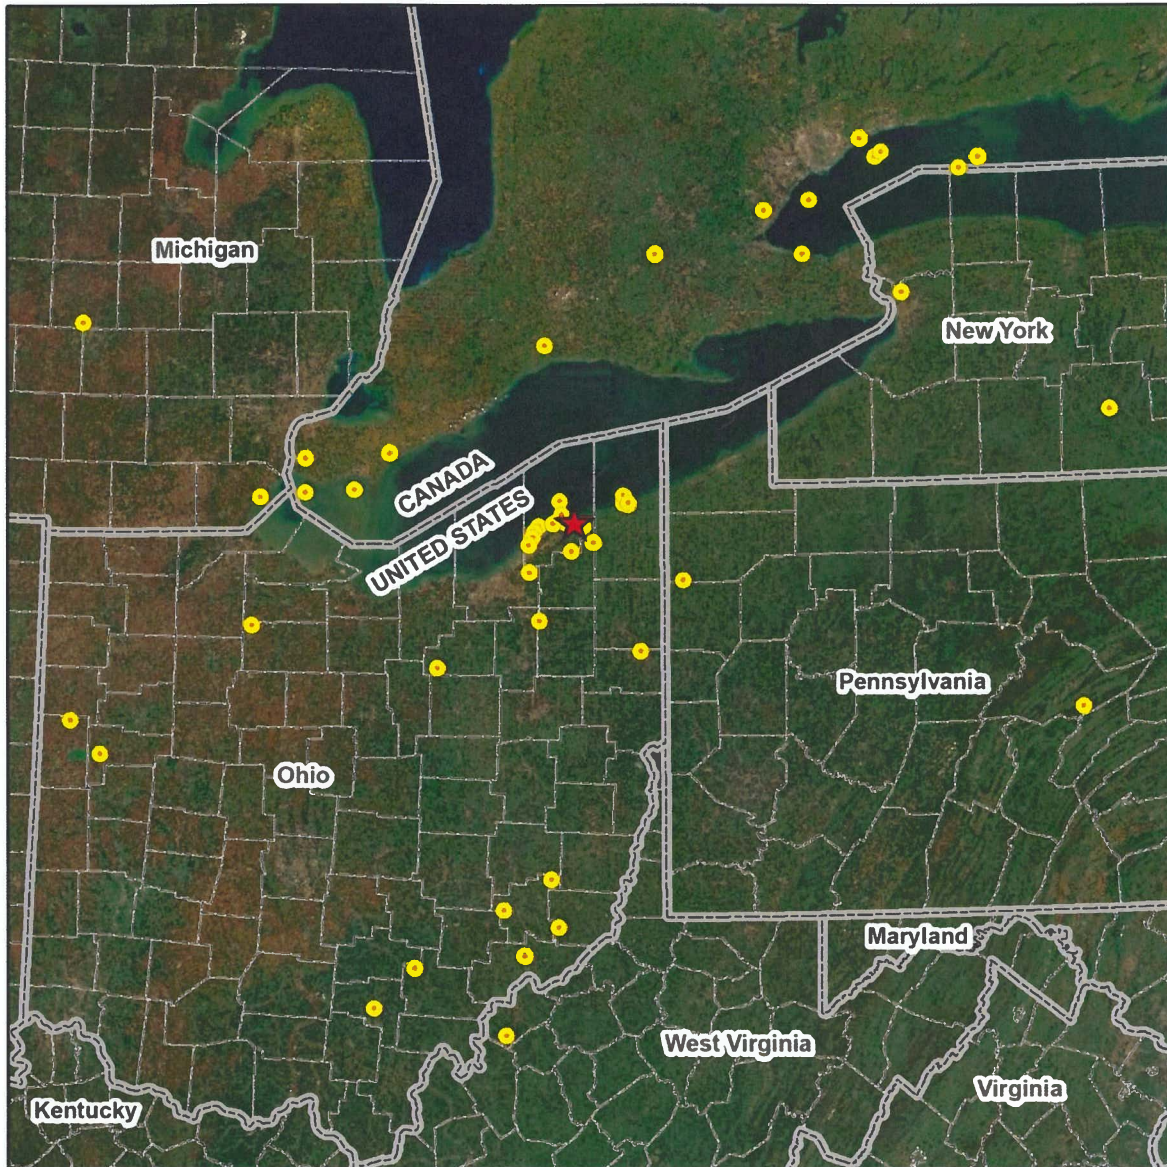 Michigan
New York
CANADA
UNITED STATES
Pennsylvania
Ohio
Maryland
West Virginia
Virginia
Kentucky